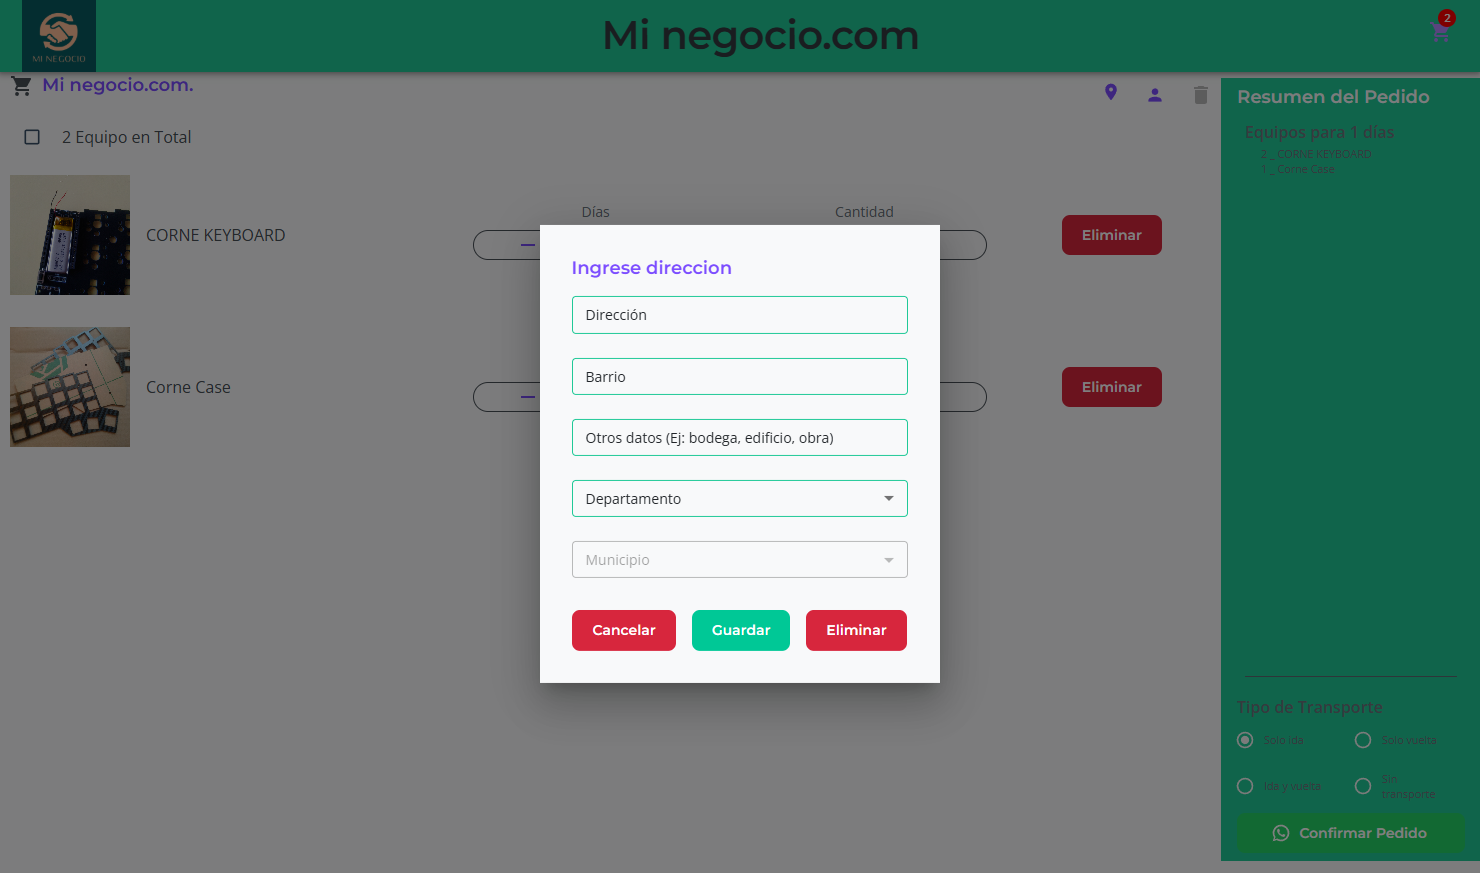 MI NEGOCIO
Mi negocio.com
2
Mi negocio.com.
2 Equipo en Total
CORNE KEYBOARD
Días
Cantidad
Eliminar
Corne Case
Eliminar
Ingrese direccion
Dirección
Barrio
Otros datos (Ej: bodega, edificio, obra)
Departamento
Municipio
Cancelar
Guardar
Eliminar
Resumen del Pedido
Equipos para 1 días
2 _ CORNE KEYBOARD
1 _ Corne Case
Tipo de Transporte
Solo ida
Solo vuelta
Ida y vuelta
Sin
transporte
Confirmar Pedido